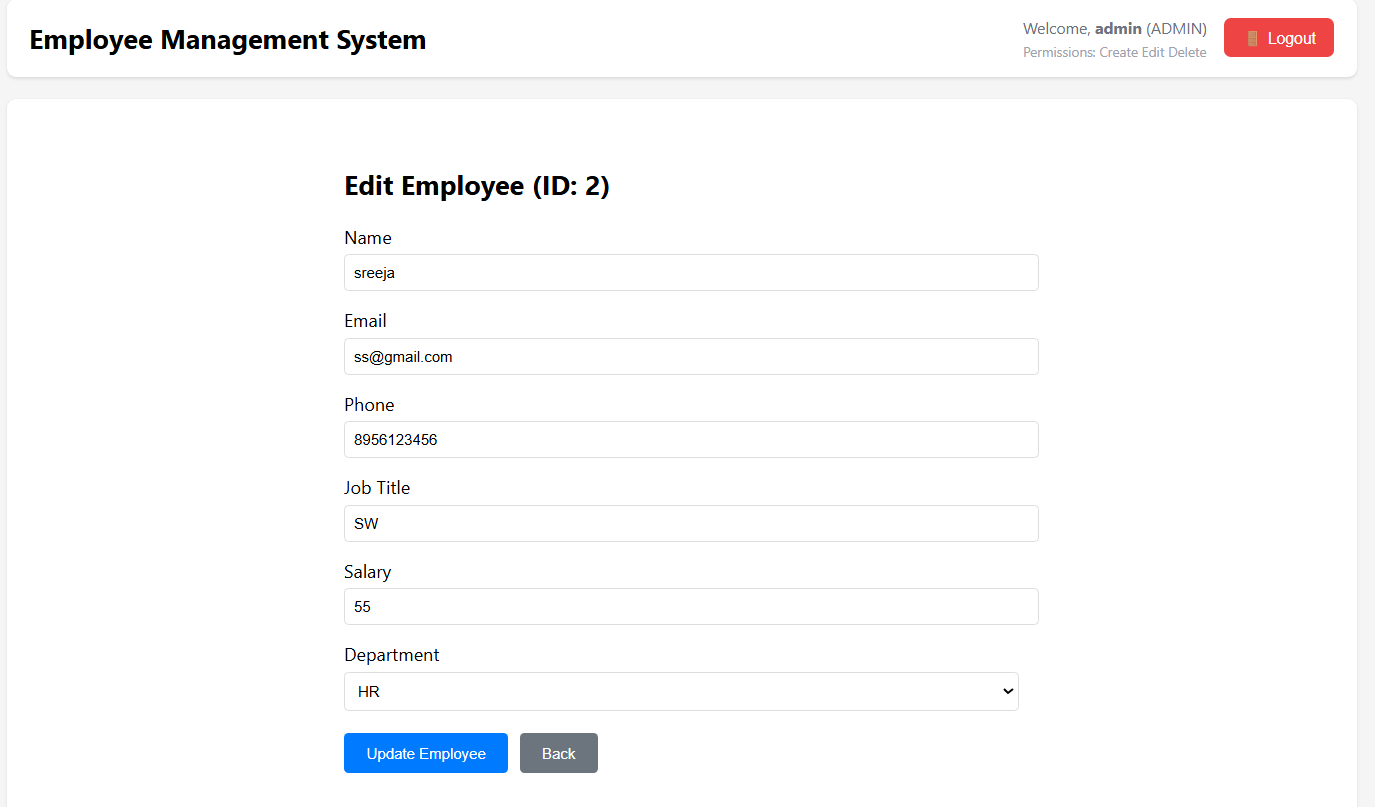 Employee Management System
Welcome, admin (ADMIN)
Permissions: Create Edit Delete
Logout
Edit Employee (ID: 2)
Name
sreeja
Email
ss@gmail.com
Phone
8956123456
Job Title
SW
Salary
55
Department
HR
Update Employee
Back